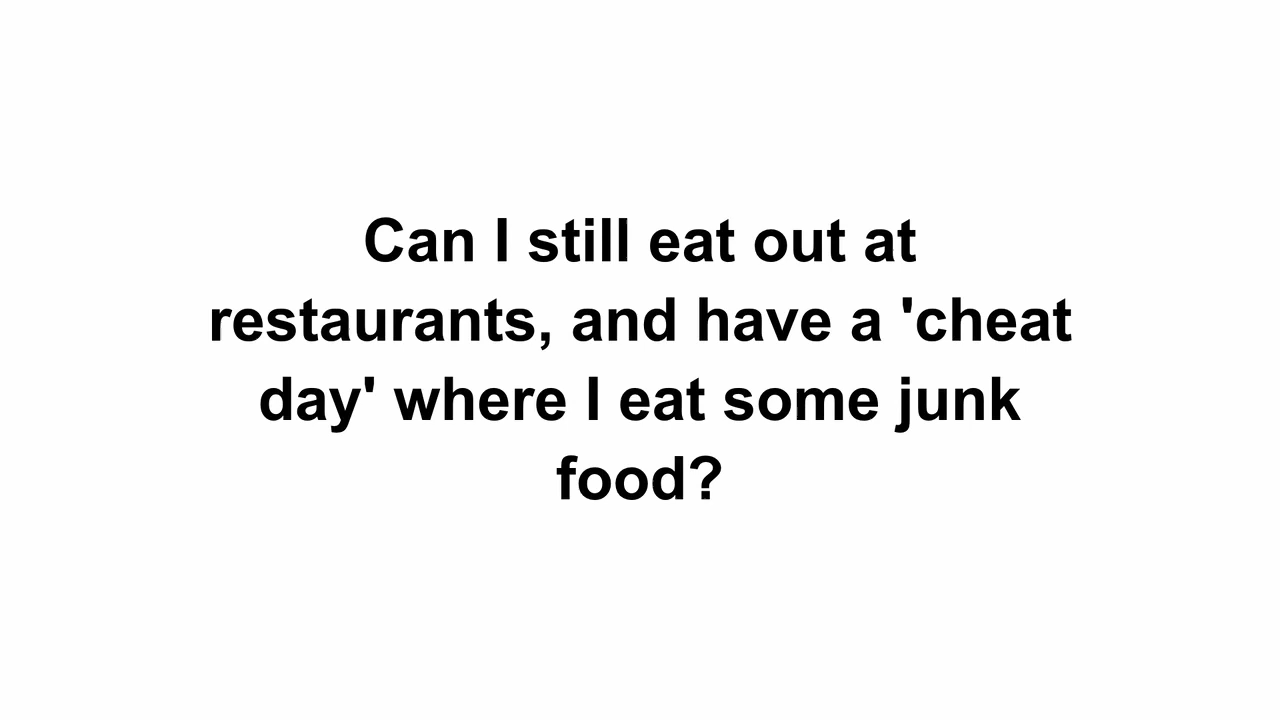 Can I still eat out at
restaurants, and have a 'cheat
day' where I eat some junk
food?